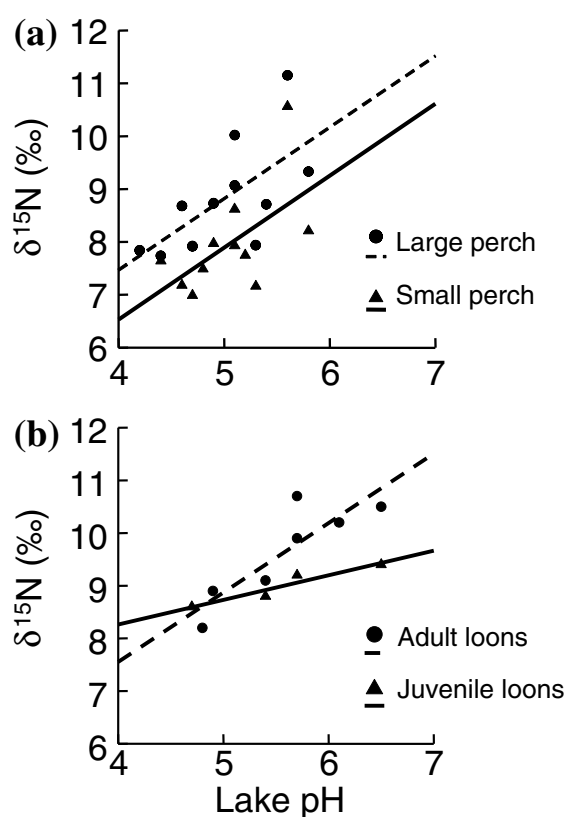 (a)
12
11
10
9
8
7
6
δ¹⁵N (‰)
Large perch
Small perch
4 5 6 7
(b)
12
11
10
9
8
7
6
δ¹⁵N (‰)
Adult loons
Juvenile loons
4 5 6 7
Lake pH